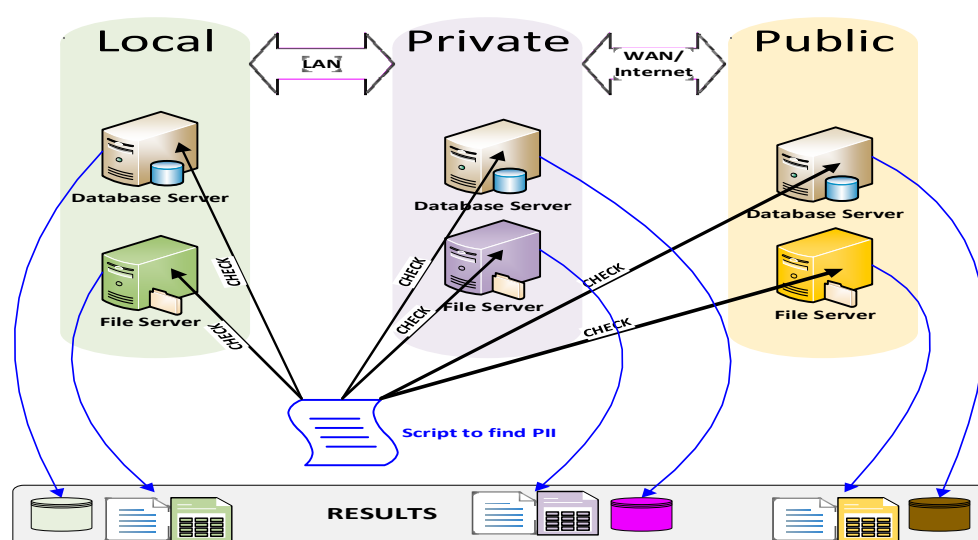 Local
Private
Public
LAN
WAN/
Internet
Database Server
Database Server
Database Server
File Server
File Server
File Server
CHECK
CHECK
CHECK
CHECK
CHECK
CHECK
Script to find PII
RESULTS